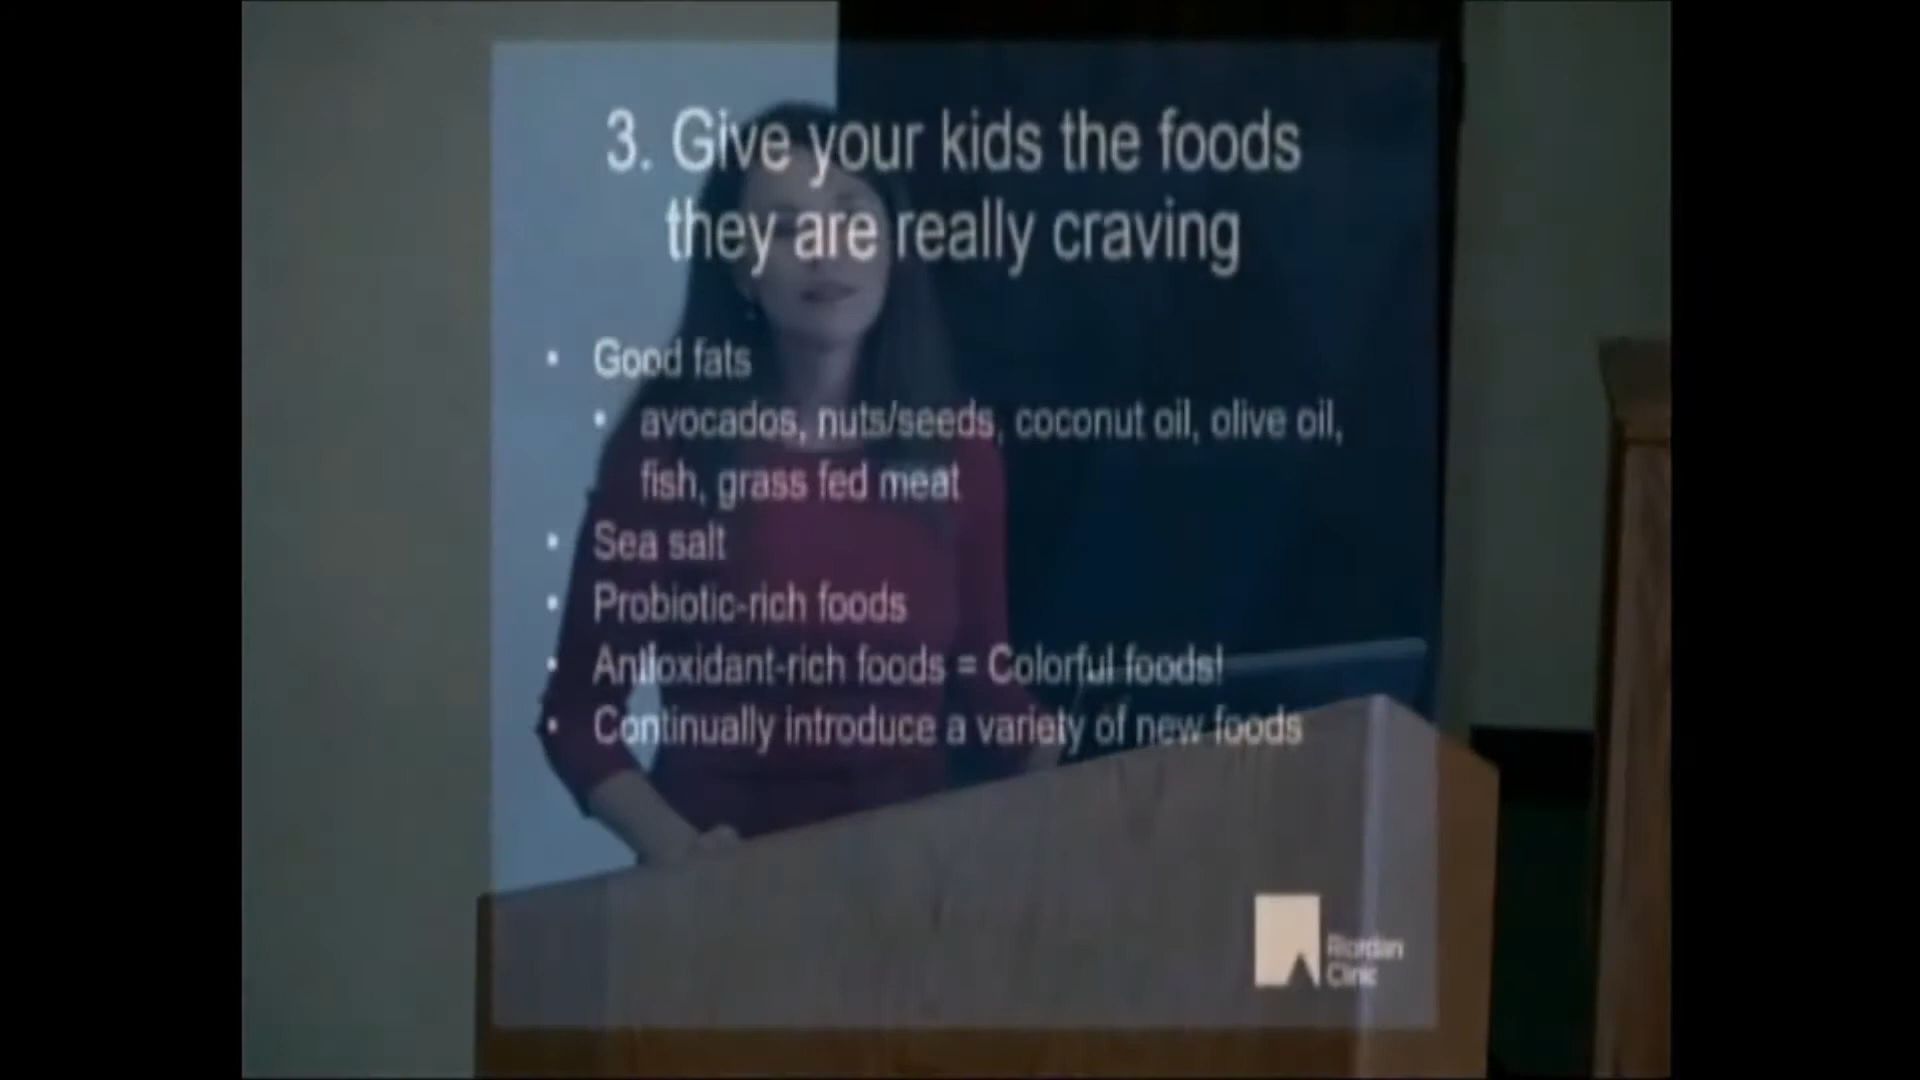 3. Give your kids the foods
they are really craving
• Good fats
• avocados, nuts/seeds, coconut oil, olive oil,
fish, grass fed meat
• Sea salt
• Probiotic-rich foods
• Antioxidant-rich foods = Colorful foods!
• Continually introduce a variety of new foods
Riordan
Clinic